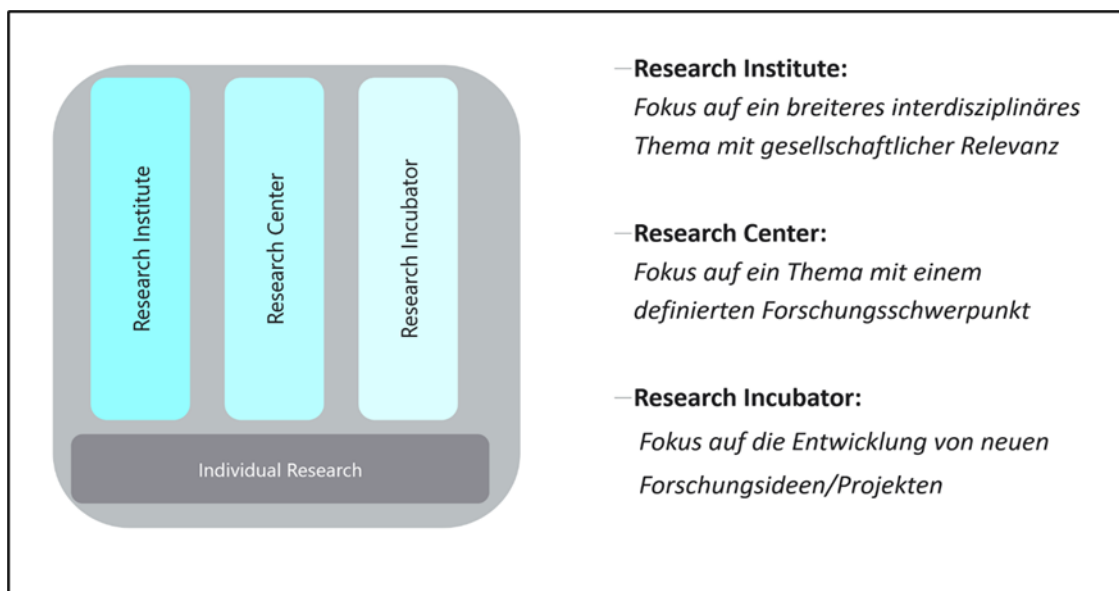 Research Institute
Research Center
Research Incubator
Individual Research
Research Institute:
Fokus auf ein breiteres interdisziplinäres
Thema mit gesellschaftlicher Relevanz
Research Center:
Fokus auf ein Thema mit einem
definierten Forschungsschwerpunkt
Research Incubator:
Fokus auf die Entwicklung von neuen
Forschungsideen/Projekten